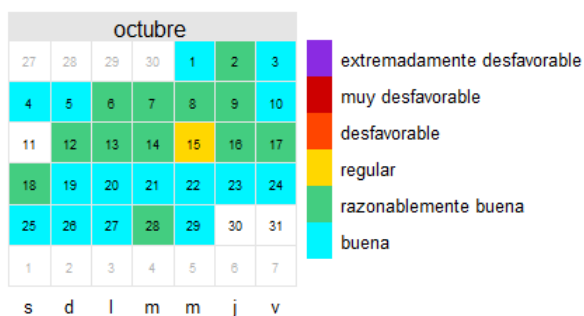 octubre
27 28 29 30 1 2 3
4 5 6 7 8 9 10
11 12 13 14 15 16 17
18 19 20 21 22 23 24
25 26 27 28 29 30 31
1 2 3 4 5 6 7
s d l m m j v
extremadamente desfavorable
muy desfavorable
desfavorable
regular
razonablemente buena
buena